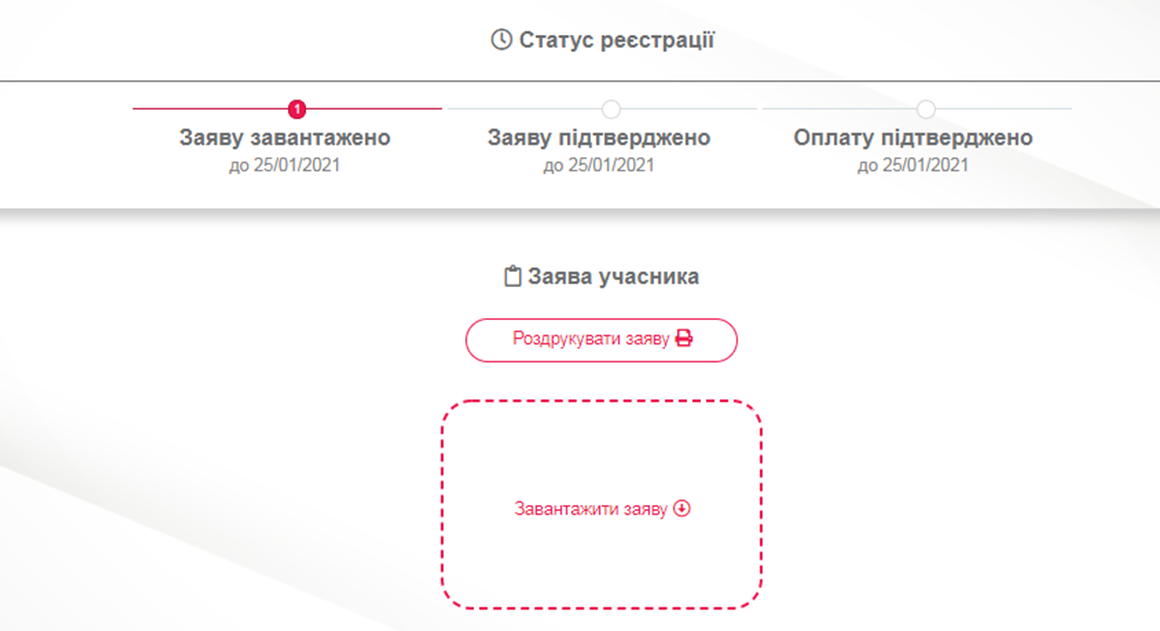 Статус реєстрації
1
Заяву завантажено
до 25/01/2021
Заяву підтверджено
до 25/01/2021
Оплату підтверджено
до 25/01/2021
Заява учасника
Роздрукувати заяву
Завантажити заяву